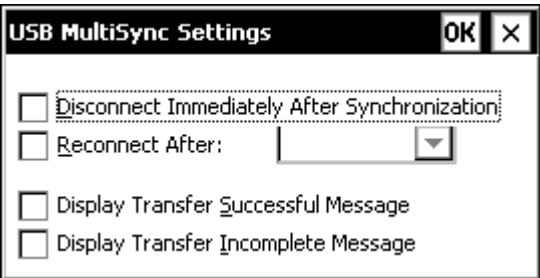 USB MultiSync Settings OK ×
Disconnect Immediately After Synchronization
Reconnect After:
Display Transfer Successful Message
Display Transfer Incomplete Message